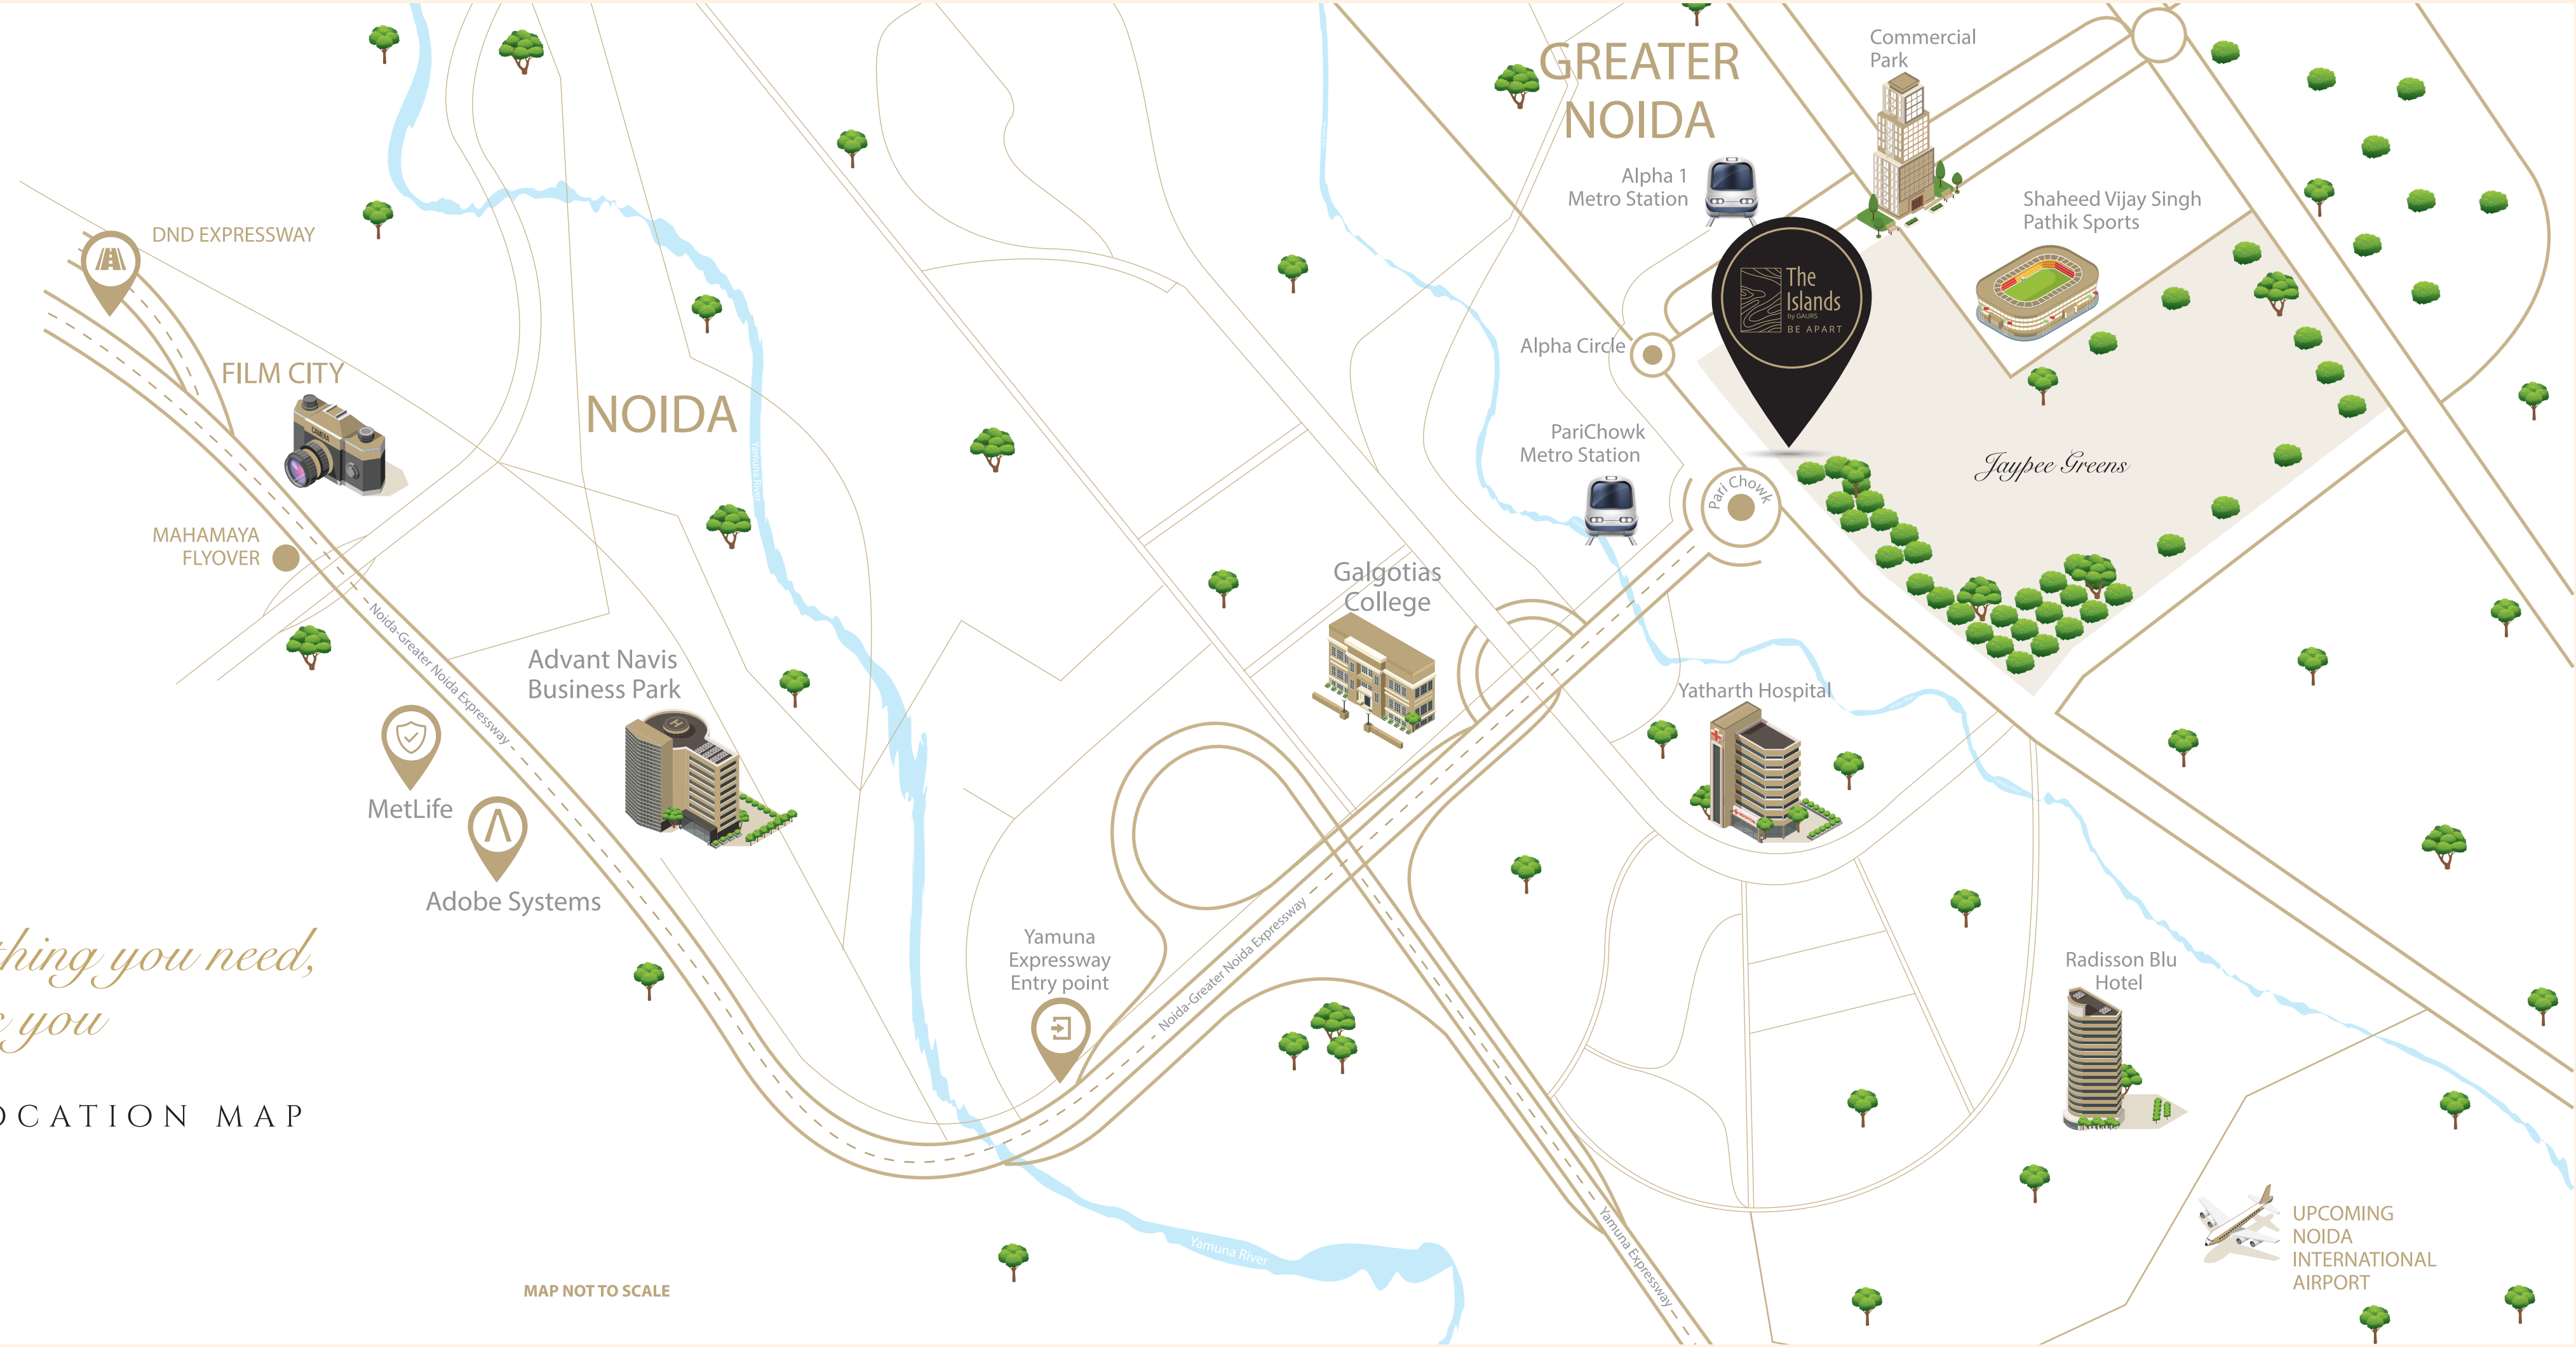 GREATER
NOIDA
Commercial
Park
Alpha 1
Metro Station
Shaheed Vijay Singh
Pathik Sports
The
Islands
by GAURS
BE APART
DND EXPRESSWAY
FILM CITY
CAMERA
NOIDA
Yamuna River
Alpha Circle
PariChowk
Metro Station
Pari Chowk
Jaypee Greens
MAHAMAYA
FLYOVER
Noida-Greater Noida Expressway
Galgotias
College
Advant Navis
Business Park
H
Yatharth Hospital
MetLife
Adobe Systems
thing you need,
you
Yamuna
Expressway
Entry point
Noida-Greater Noida Expressway
Radisson Blu
Hotel
OCATION MAP
UPCOMING
NOIDA
INTERNATIONAL
AIRPORT
Yamuna River
Yamuna Expressway
MAP NOT TO SCALE